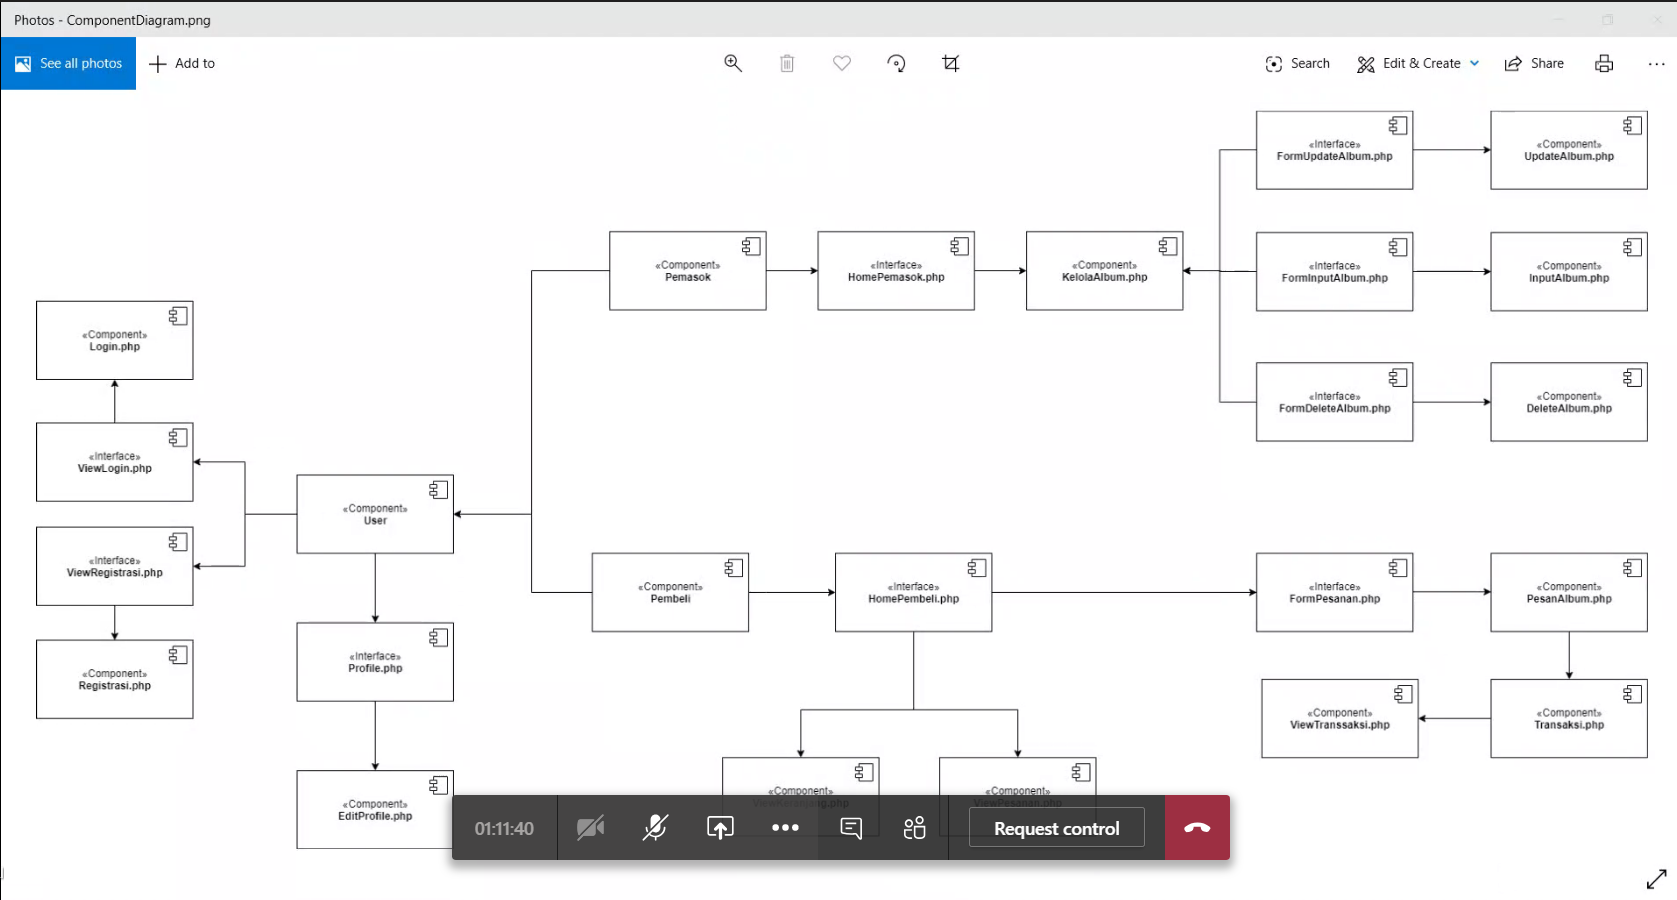 Photos - ComponentDiagram.png
See all photos
Add to
Search
Edit & Create
Share
«Interface»
FormUpdateAlbum.php
«Component»
UpdateAlbum.php
«Component»
Pemasok
«Interface»
HomePemasok.php
«Component»
KelolaAlbum.php
«Interface»
FormInputAlbum.php
«Component»
InputAlbum.php
«Component»
Login.php
«Interface»
FormDeleteAlbum.php
«Component»
DeleteAlbum.php
«Interface»
ViewLogin.php
«Component»
User
«Interface»
ViewRegistrasi.php
«Component»
Pembeli
«Interface»
HomePembeli.php
«Interface»
FormPesanan.php
«Component»
PesanAlbum.php
«Component»
Registrasi.php
«Interface»
Profile.php
«Component»
ViewTranssaksi.php
«Component»
Transaksi.php
«Component»
EditProfile.php
«Component»
ViewKeranjang.php
«Component»
ViewPesanan.php
01:11:40
Request control